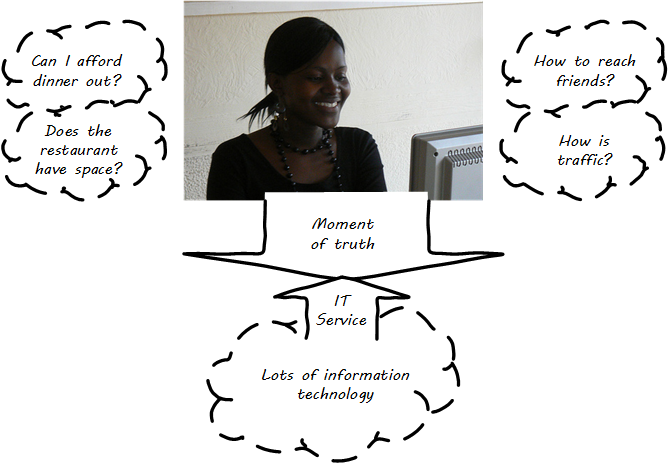 Can I afford
dinner out?
Does the
restaurant
have space?
How to reach
friends?
How is
traffic?
Moment
of truth
IT
Service
Lots of information
technology